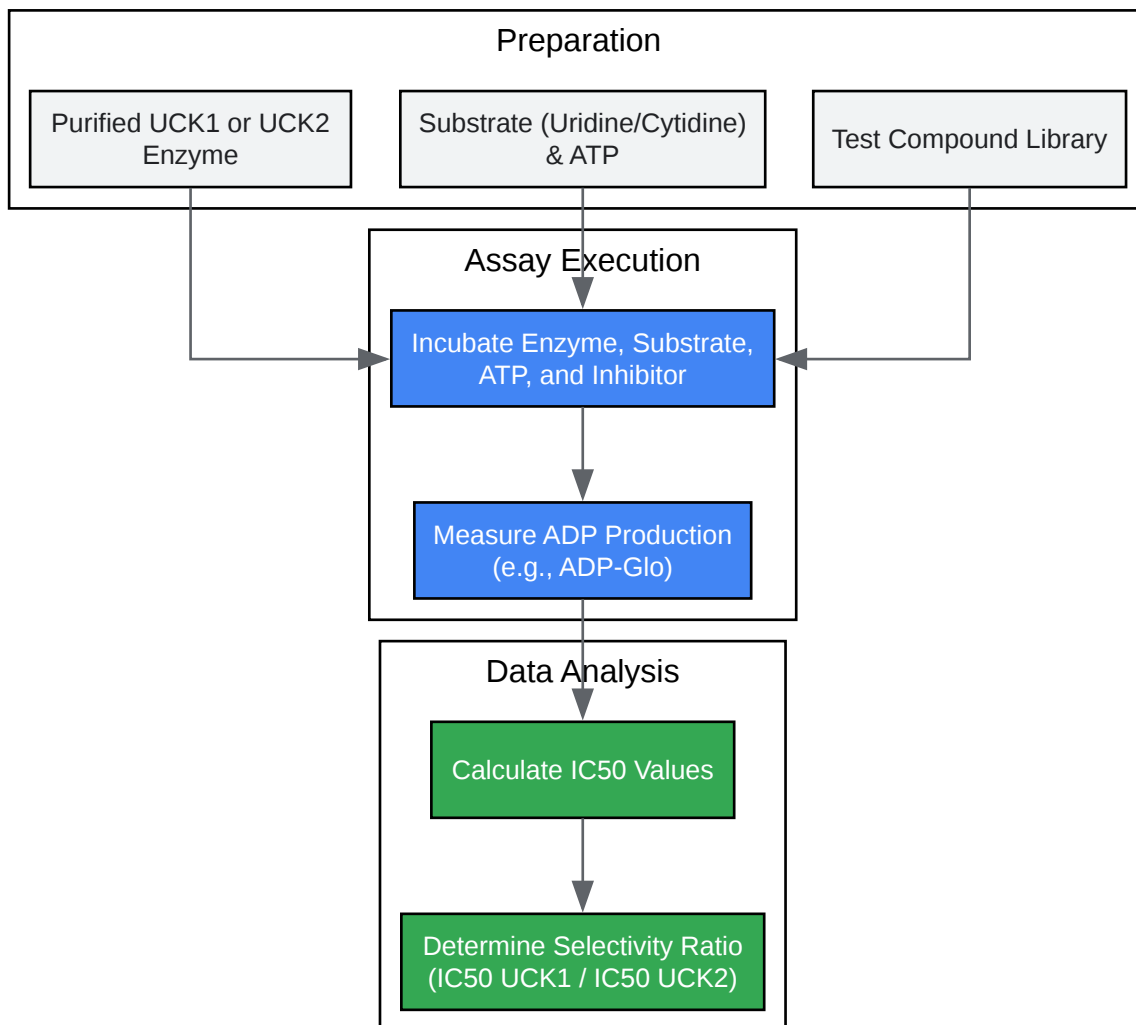 Preparation
Purified UCK1 or UCK2
Enzyme
Substrate (Uridine/Cytidine)
& ATP
Test Compound Library
Assay Execution
Incubate Enzyme, Substrate,
ATP, and Inhibitor
Measure ADP Production
(e.g., ADP-Glo)
Data Analysis
Calculate IC50 Values
Determine Selectivity Ratio
(IC50 UCK1 / IC50 UCK2)